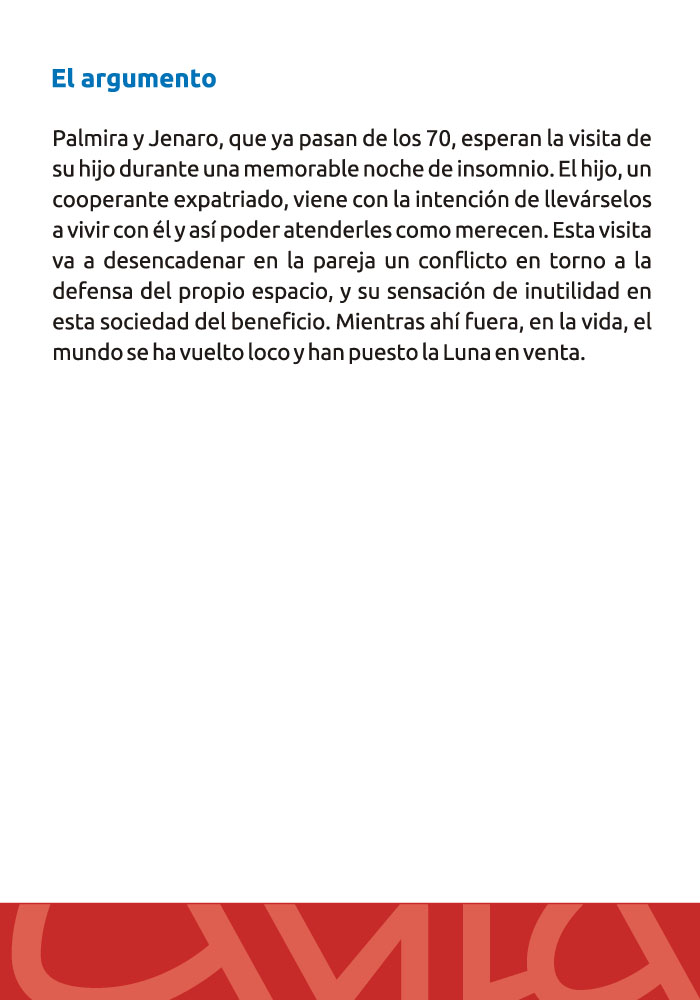 El argumento
Palmira y Jenaro, que ya pasan de los 70, esperan la visita de
su hijo durante una memorable noche de insomnio. El hijo, un
cooperante expatriado, viene con la intención de llevárselos
a vivir con él y así poder atenderles como merecen. Esta visita
va a desencadenar en la pareja un conflicto en torno a la
defensa del propio espacio, y su sensación de inutilidad en
esta sociedad del beneficio. Mientras ahí fuera, en la vida, el
mundo se ha vuelto loco y han puesto la Luna en venta.